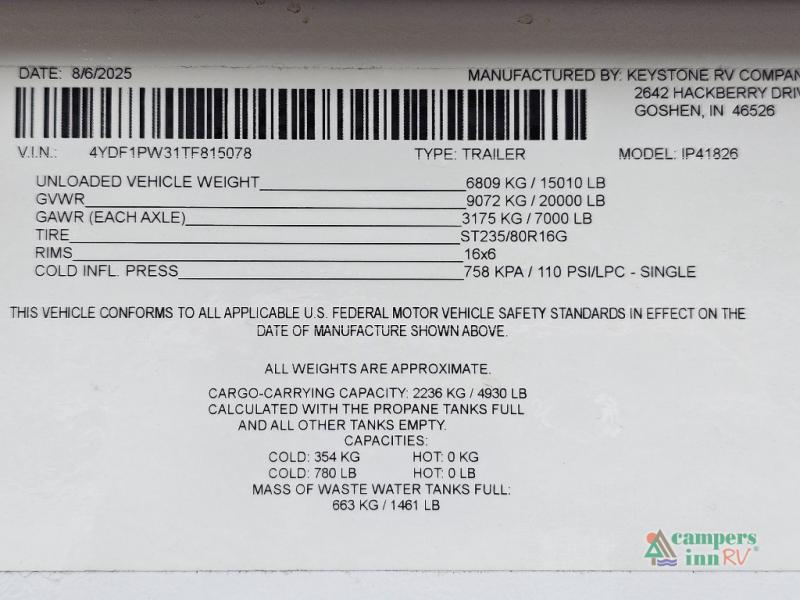 DATE: 8/6/2025
MANUFACTURED BY: KEYSTONE RV COMPAN
2642 HACKBERRY DRIV
GOSHEN, IN 46526
V.I.N.: 4YDF1PW31TF815078 TYPE: TRAILER MODEL: IP41826
UNLOADED VEHICLE WEIGHT 6809 KG / 15010 LB
GVWR 9072 KG / 20000 LB
GAWR (EACH AXLE) 3175 KG / 7000 LB
TIRE ST235/80R16G
RIMS 16x6
COLD INFL. PRESS 758 KPA / 110 PSI/LPC - SINGLE
THIS VEHICLE CONFORMS TO ALL APPLICABLE U.S. FEDERAL MOTOR VEHICLE SAFETY STANDARDS IN EFFECT ON THE
DATE OF MANUFACTURE SHOWN ABOVE.
ALL WEIGHTS ARE APPROXIMATE.
CARGO-CARRYING CAPACITY: 2236 KG / 4930 LB
CALCULATED WITH THE PROPANE TANKS FULL
AND ALL OTHER TANKS EMPTY.
CAPACITIES:
COLD: 354 KG HOT: 0 KG
COLD: 780 LB HOT: 0 LB
MASS OF WASTE WATER TANKS FULL:
663 KG / 1461 LB
campers
inn RV®